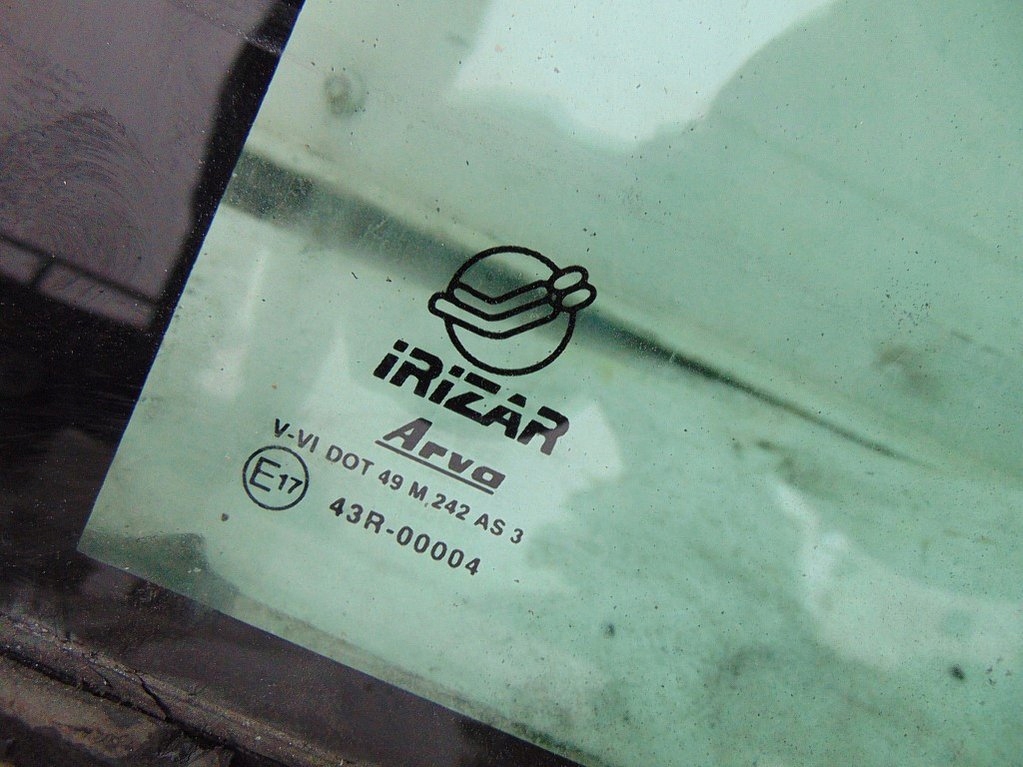 iRiZAR
Arvo
V-VI DOT 49 M 242 AS 3
E17
43R-00004